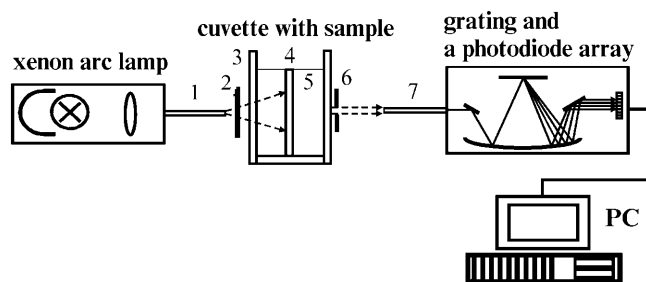 xenon arc lamp
cuvette with sample
grating and
a photodiode array
1
2
3
4
5
6
7
PC